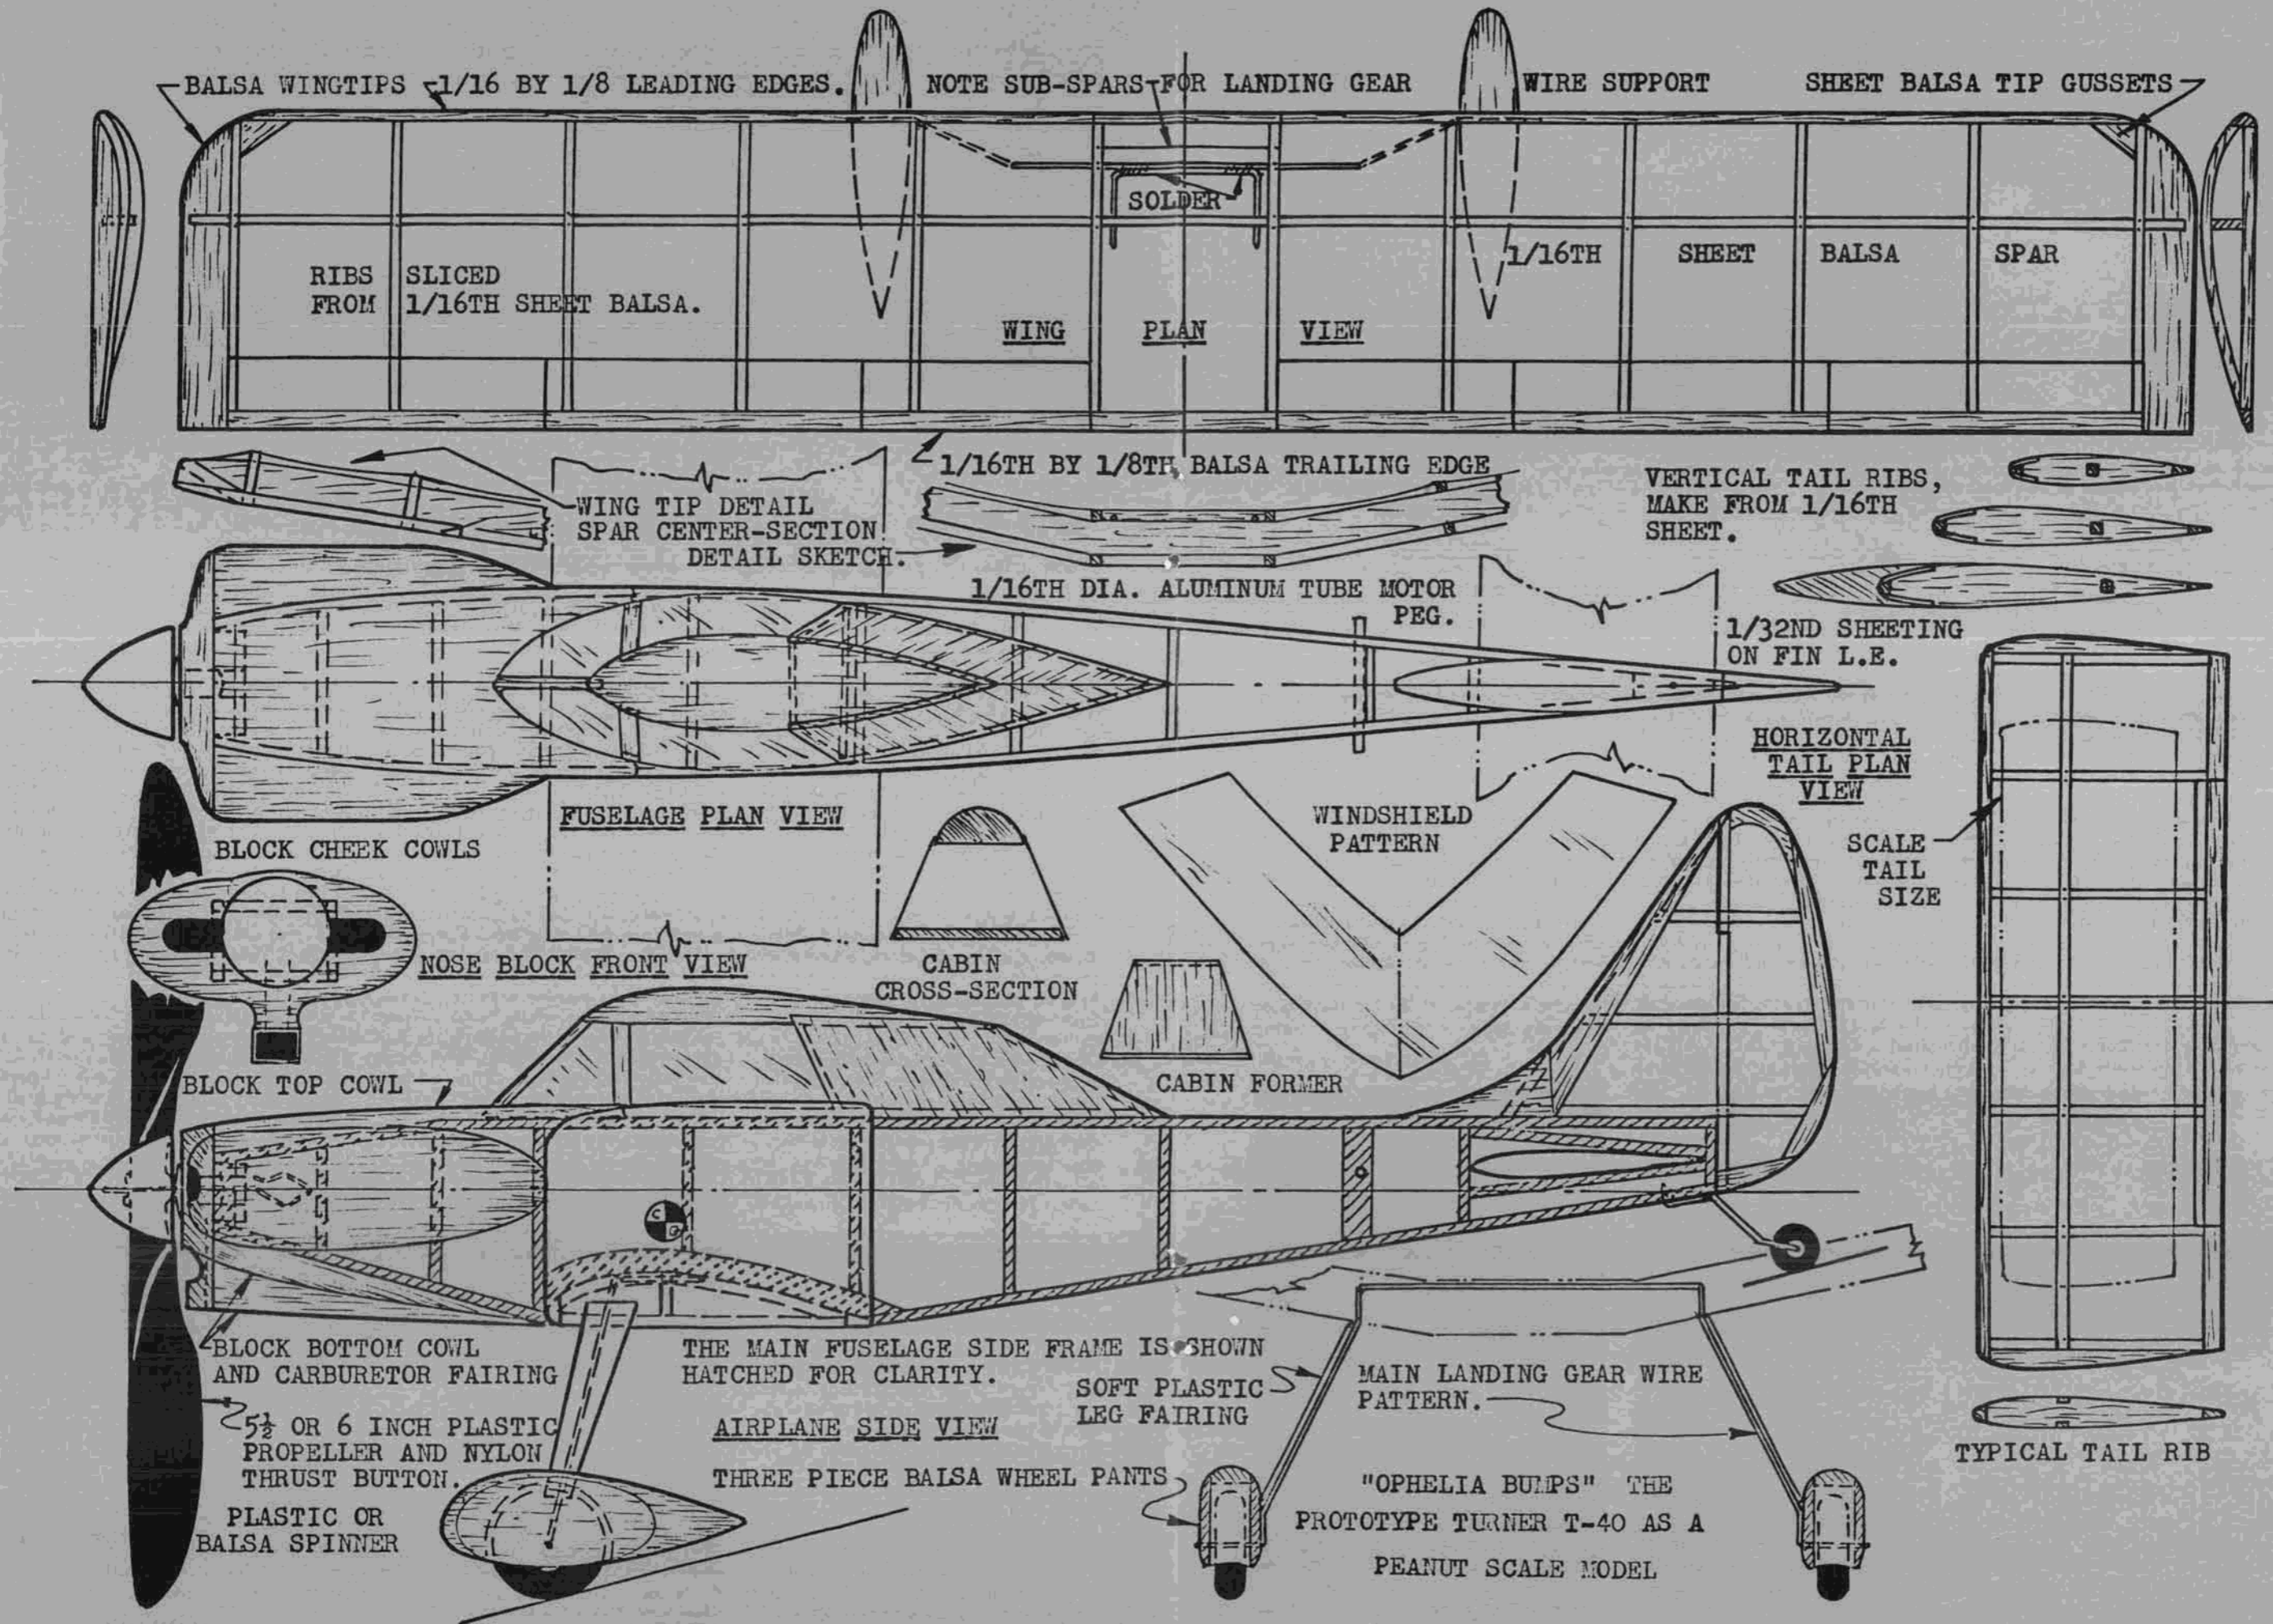 BALSA WINGTIPS
1/16 BY 1/8 LEADING EDGES.
NOTE SUB-SPARS FOR LANDING GEAR
WIRE SUPPORT
SHEET BALSA TIP GUSSETS
SOLDER
1/16TH SHEET BALSA SPAR
RIBS SLICED
FROM 1/16TH SHEET BALSA.
WING PLAN VIEW
1/16TH BY 1/8TH BALSA TRAILING EDGE
WING TIP DETAIL
SPAR CENTER-SECTION
DETAIL SKETCH.
VERTICAL TAIL RIBS,
MAKE FROM 1/16TH
SHEET.
1/16TH DIA. ALUMINUM TUBE MOTOR
PEG.
1/32ND SHEETING
ON FIN L.E.
HORIZONTAL
TAIL PLAN
VIEW
FUSELAGE PLAN VIEW
WINDSHIELD
PATTERN
BLOCK CHEEK COWLS
SCALE
TAIL
SIZE
NOSE BLOCK FRONT VIEW
CABIN
CROSS-SECTION
BLOCK TOP COWL
CABIN FORMER
C
G
BLOCK BOTTOM COWL
AND CARBURETOR FAIRING
THE MAIN FUSELAGE SIDE FRAME IS SHOWN
HATCHED FOR CLARITY.
SOFT PLASTIC
LEG FAIRING
MAIN LANDING GEAR WIRE
PATTERN.
5½ OR 6 INCH PLASTIC
PROPELLER AND NYLON
THRUST BUTTON.
AIRPLANE SIDE VIEW
THREE PIECE BALSA WHEEL PANTS
TYPICAL TAIL RIB
PLASTIC OR
BALSA SPINNER
"OPHELIA BUMPS" THE
PROTOTYPE TURNER T-40 AS A
PEANUT SCALE MODEL